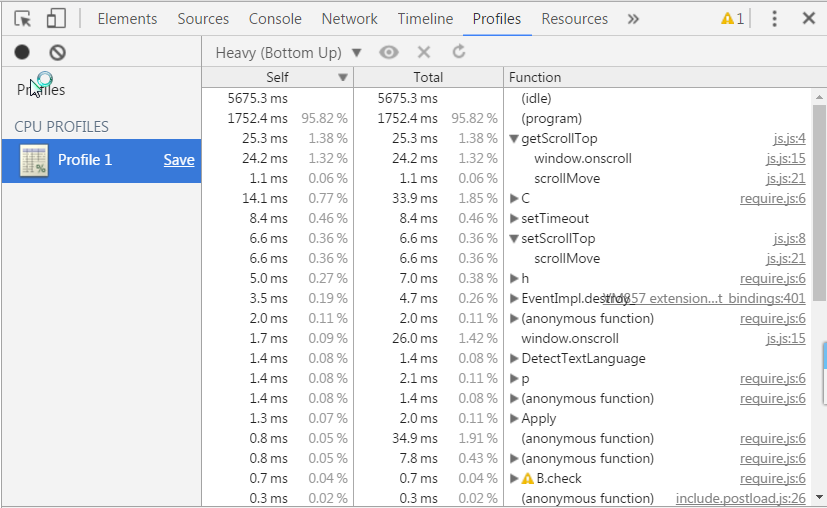 Elements Sources Console Network Timeline Profiles Resources » 1
Heavy (Bottom Up) ▼
Profiles
CPU PROFILES
Profile 1 Save
Self ▼ Total Function
5675.3 ms 5675.3 ms (idle)
1752.4 ms 95.82 % 1752.4 ms 95.82 % (program)
25.3 ms 1.38 % 25.3 ms 1.38 % ▼getScrollTop js.js:4
24.2 ms 1.32 % 24.2 ms 1.32 % window.onscroll js.js:15
1.1 ms 0.06 % 1.1 ms 0.06 % scrollMove js.js:21
14.1 ms 0.77 % 33.9 ms 1.85 % ▶C require.js:6
8.4 ms 0.46 % 8.4 ms 0.46 % ▶setTimeout
6.6 ms 0.36 % 6.6 ms 0.36 % ▼setScrollTop js.js:8
6.6 ms 0.36 % 6.6 ms 0.36 % scrollMove js.js:21
5.0 ms 0.27 % 7.0 ms 0.38 % ▶h require.js:6
3.5 ms 0.19 % 4.7 ms 0.26 % ▶EventImpl.destroy_ extension…t_bindings:401
2.0 ms 0.11 % 2.0 ms 0.11 % ▶(anonymous function) require.js:6
1.7 ms 0.09 % 26.0 ms 1.42 % window.onscroll js.js:15
1.4 ms 0.08 % 1.4 ms 0.08 % ▶DetectTextLanguage
1.4 ms 0.08 % 2.1 ms 0.11 % ▶p require.js:6
1.4 ms 0.08 % 1.4 ms 0.08 % ▶(anonymous function) require.js:6
1.3 ms 0.07 % 2.0 ms 0.11 % ▶Apply
0.8 ms 0.05 % 34.9 ms 1.91 % (anonymous function) require.js:6
0.8 ms 0.05 % 7.8 ms 0.43 % ▶(anonymous function) require.js:6
0.7 ms 0.04 % 0.7 ms 0.04 % ▶B.check require.js:6
0.3 ms 0.02 % 0.3 ms 0.02 % (anonymous function) include.postload.js:26